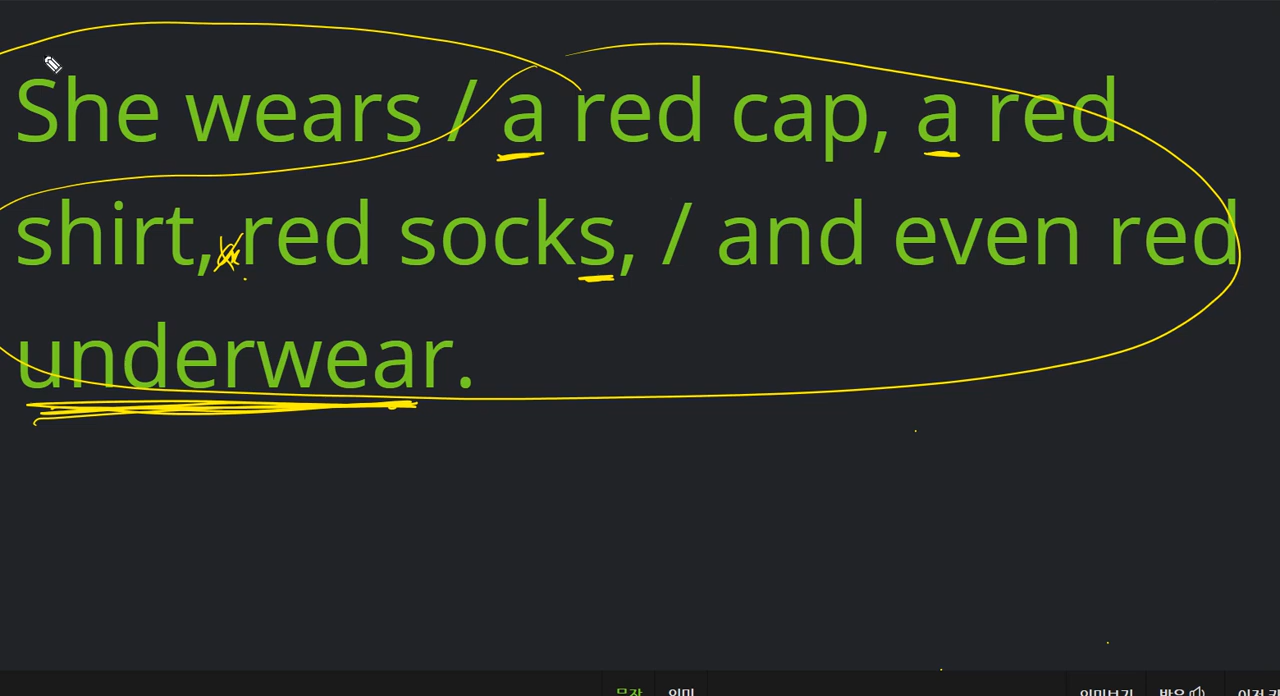 She wears / a red cap, a red
shirt, red socks, / and even red
underwear.